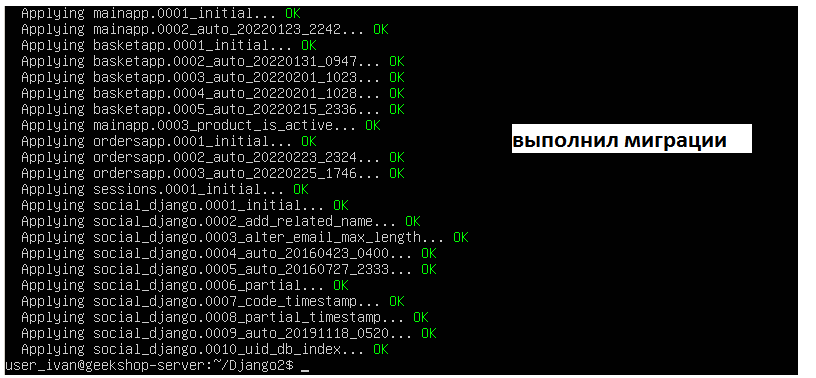 Applying mainapp.0001_initial... OK
Applying mainapp.0002_auto_20220123_2242... OK
Applying basketapp.0001_initial... OK
Applying basketapp.0002_auto_20220131_0947... OK
Applying basketapp.0003_auto_20220201_1023... OK
Applying basketapp.0004_auto_20220201_1028... OK
Applying basketapp.0005_auto_20220215_2336... OK
Applying mainapp.0003_product_is_active... OK
Applying ordersapp.0001_initial... OK
выполнил миграции
Applying ordersapp.0002_auto_20220223_2324... OK
Applying ordersapp.0003_auto_20220225_1746... OK
Applying sessions.0001_initial... OK
Applying social_django.0001_initial... OK
Applying social_django.0002_add_related_name... OK
Applying social_django.0003_alter_email_max_length... OK
Applying social_django.0004_auto_20160423_0400... OK
Applying social_django.0005_auto_20160727_2333... OK
Applying social_django.0006_partial... OK
Applying social_django.0007_code_timestamp... OK
Applying social_django.0008_partial_timestamp... OK
Applying social_django.0009_auto_20191118_0520... OK
Applying social_django.0010_uid_db_index... OK
user_ivan@geekshop-server:~/Django2$ _